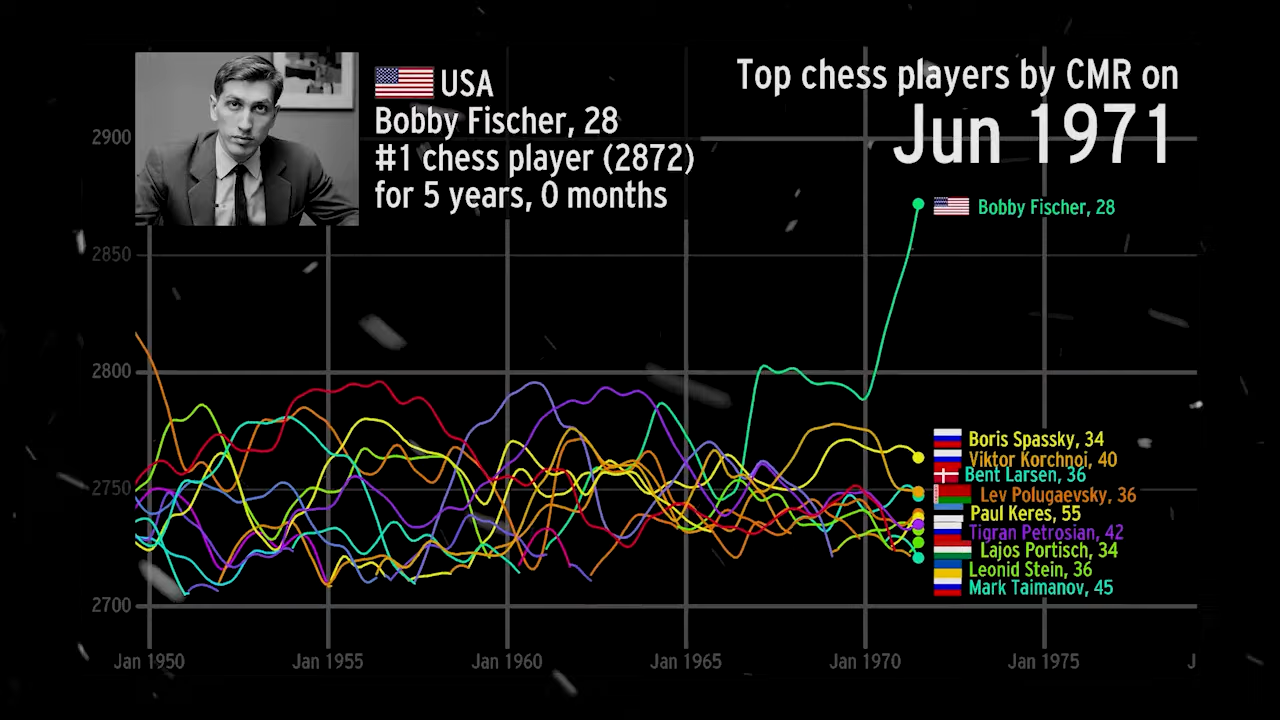 USA
Bobby Fischer, 28
#1 chess player (2872)
for 5 years, 0 months
Top chess players by CMR on
Jun 1971
2900
2850
2800
2750
2700
Bobby Fischer, 28
Boris Spassky, 34
Viktor Korchnoi, 40
Bent Larsen, 36
Lev Polugaevsky, 36
Paul Keres, 55
Tigran Petrosian, 42
Lajos Portisch, 34
Leonid Stein, 36
Mark Taimanov, 45
Jan 1950
Jan 1955
Jan 1960
Jan 1965
Jan 1970
Jan 1975
J